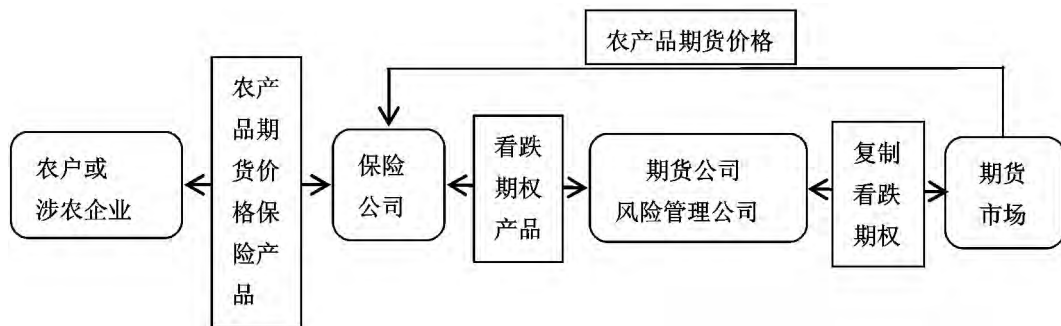 农产品期货价格
农户或
涉农企业
农产
品期
货价
格保
险产
品
保险
公司
看跌
期权
产品
期货公司
风险管理公司
复制
看跌
期权
期货
市场